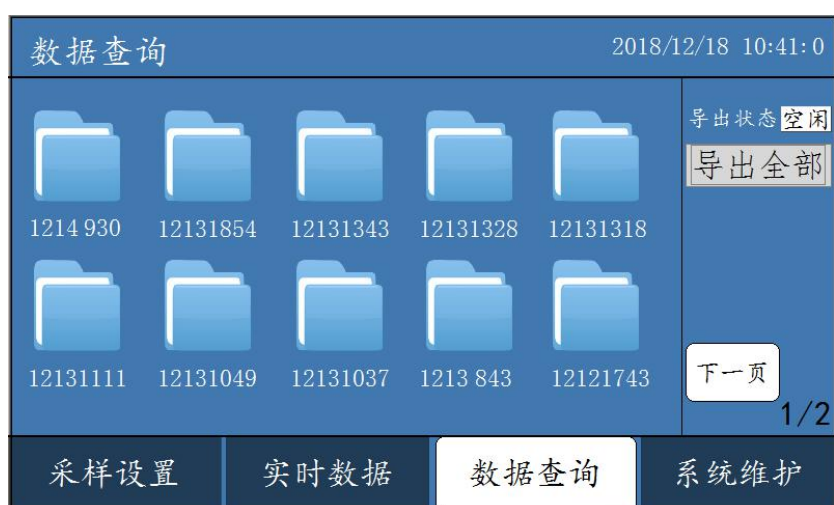 数据查询 2018/12/18 10:41:0
导出状态 空闲
导出全部
1214 930 12131854 12131343 12131328 12131318
12131111 12131049 12131037 1213 843 12121743
下一页
1/2
采样设置 实时数据 数据查询 系统维护